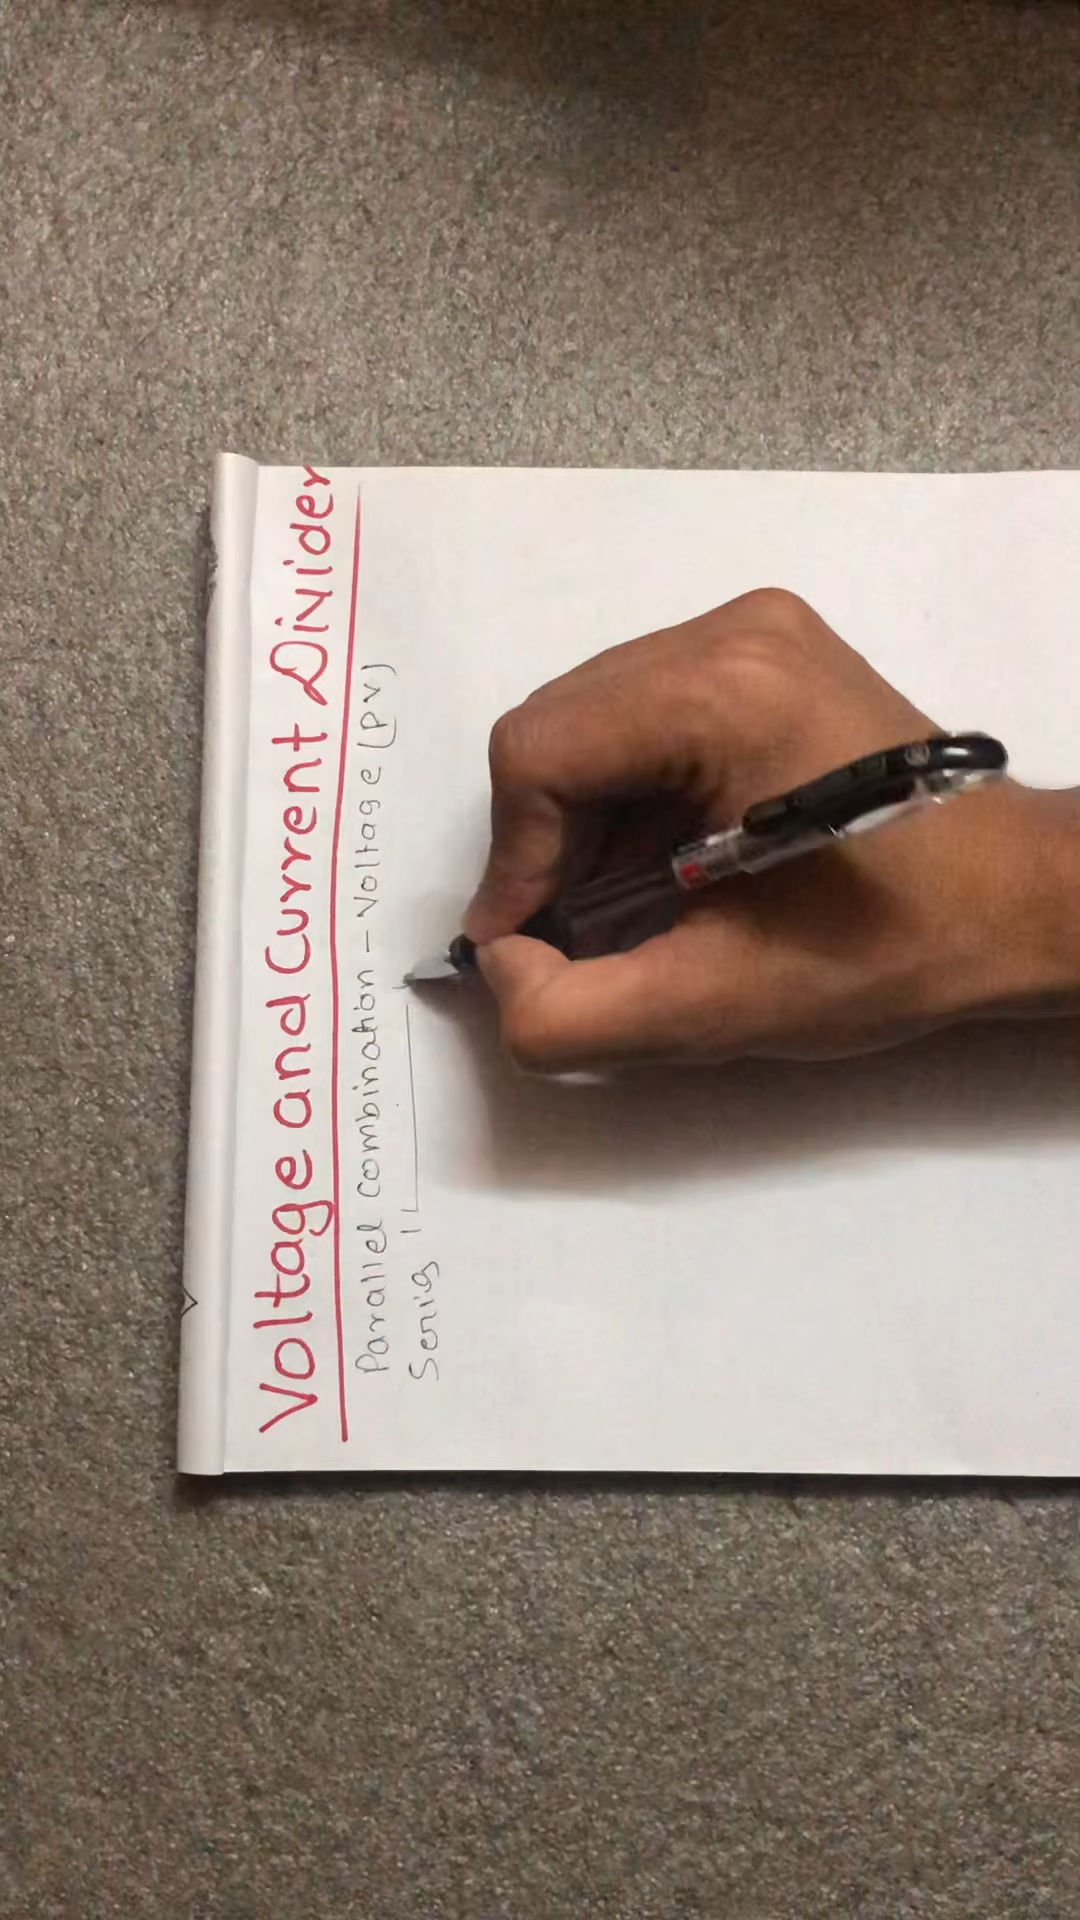 Voltage and Current Divider
Parallel Combination - Voltage (PV)
Series